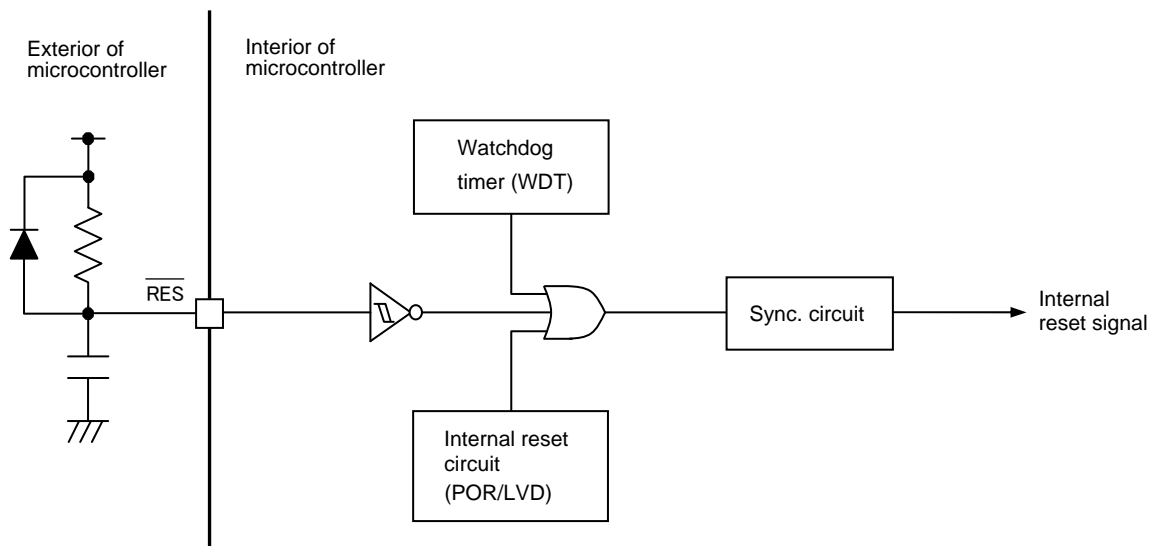 Exterior of
microcontroller
Interior of
microcontroller
Watchdog
timer (WDT)
RES
Sync. circuit
Internal
reset signal
Internal reset
circuit
(POR/LVD)